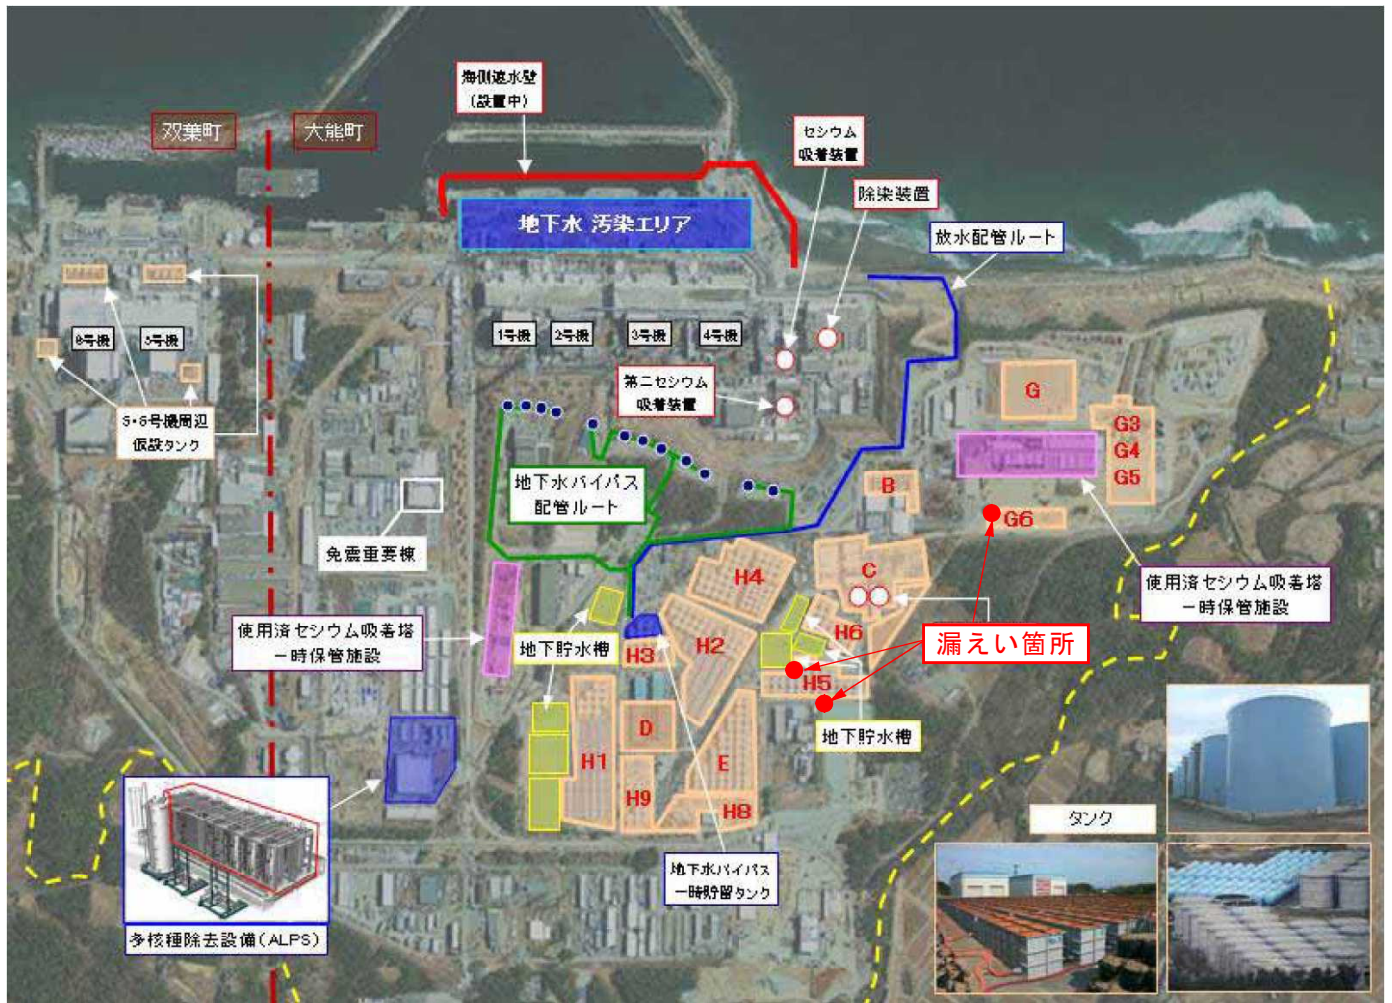 海側遮水壁
(設置中)
双葉町
大熊町
セシウム
吸着装置
除染装置
地下水 汚染エリア
放水配管ルート
6号機
5号機
1号機
2号機
3号機
4号機
第二セシウム
吸着装置
5・6号機周辺
仮設タンク
G
G3
G4
G5
B
G6
地下水バイパス
配管ルート
免震重要棟
使用済セシウム吸着塔
一時保管施設
H4
C
H6
H2
漏えい箇所
使用済セシウム吸着塔
一時保管施設
地下貯水槽
H3
H5
地下貯水槽
D
H1
E
H9
H8
タンク
地下水バイパス
一時貯留タンク
多核種除去設備(ALPS)